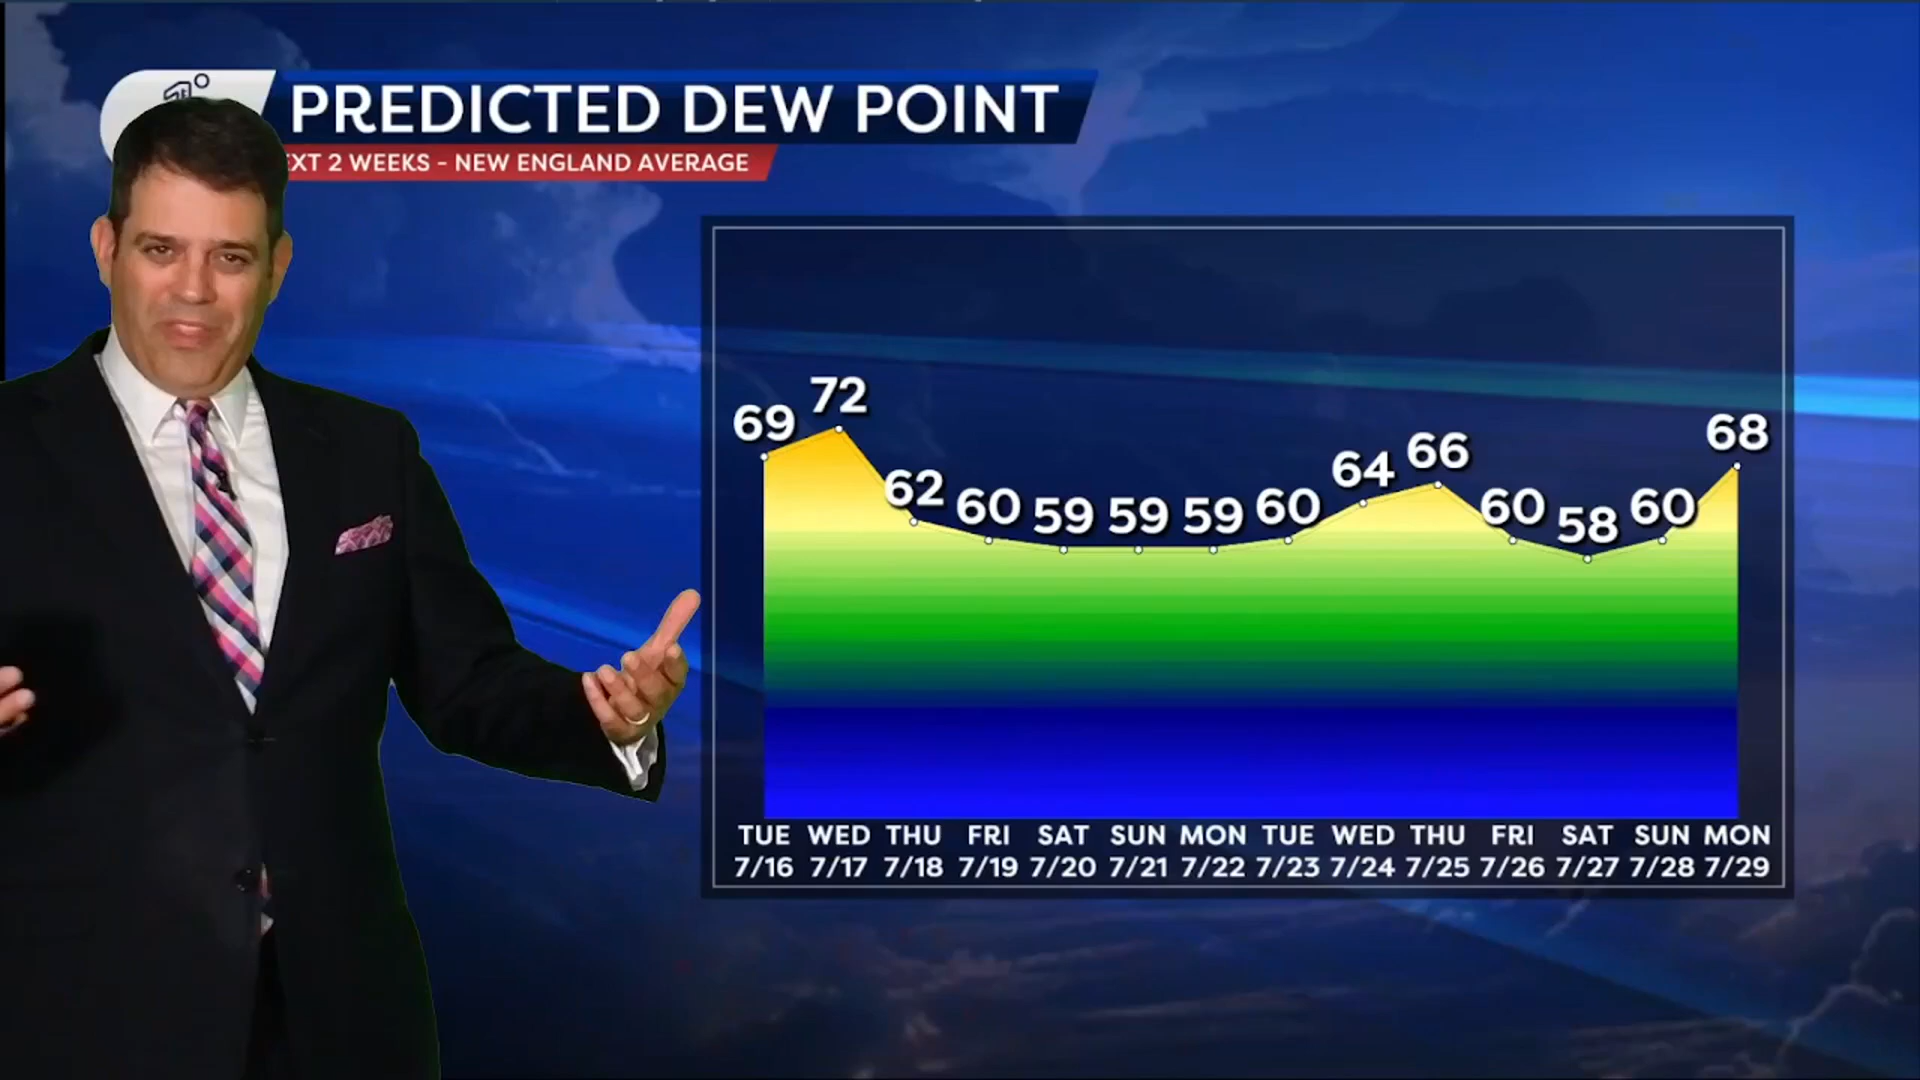 PREDICTED DEW POINT
EXT 2 WEEKS - NEW ENGLAND AVERAGE
69 72 62 60 59 59 59 60 64 66 60 58 60 68
TUE WED THU FRI SAT SUN MON TUE WED THU FRI SAT SUN MON
7/16 7/17 7/18 7/19 7/20 7/21 7/22 7/23 7/24 7/25 7/26 7/27 7/28 7/29